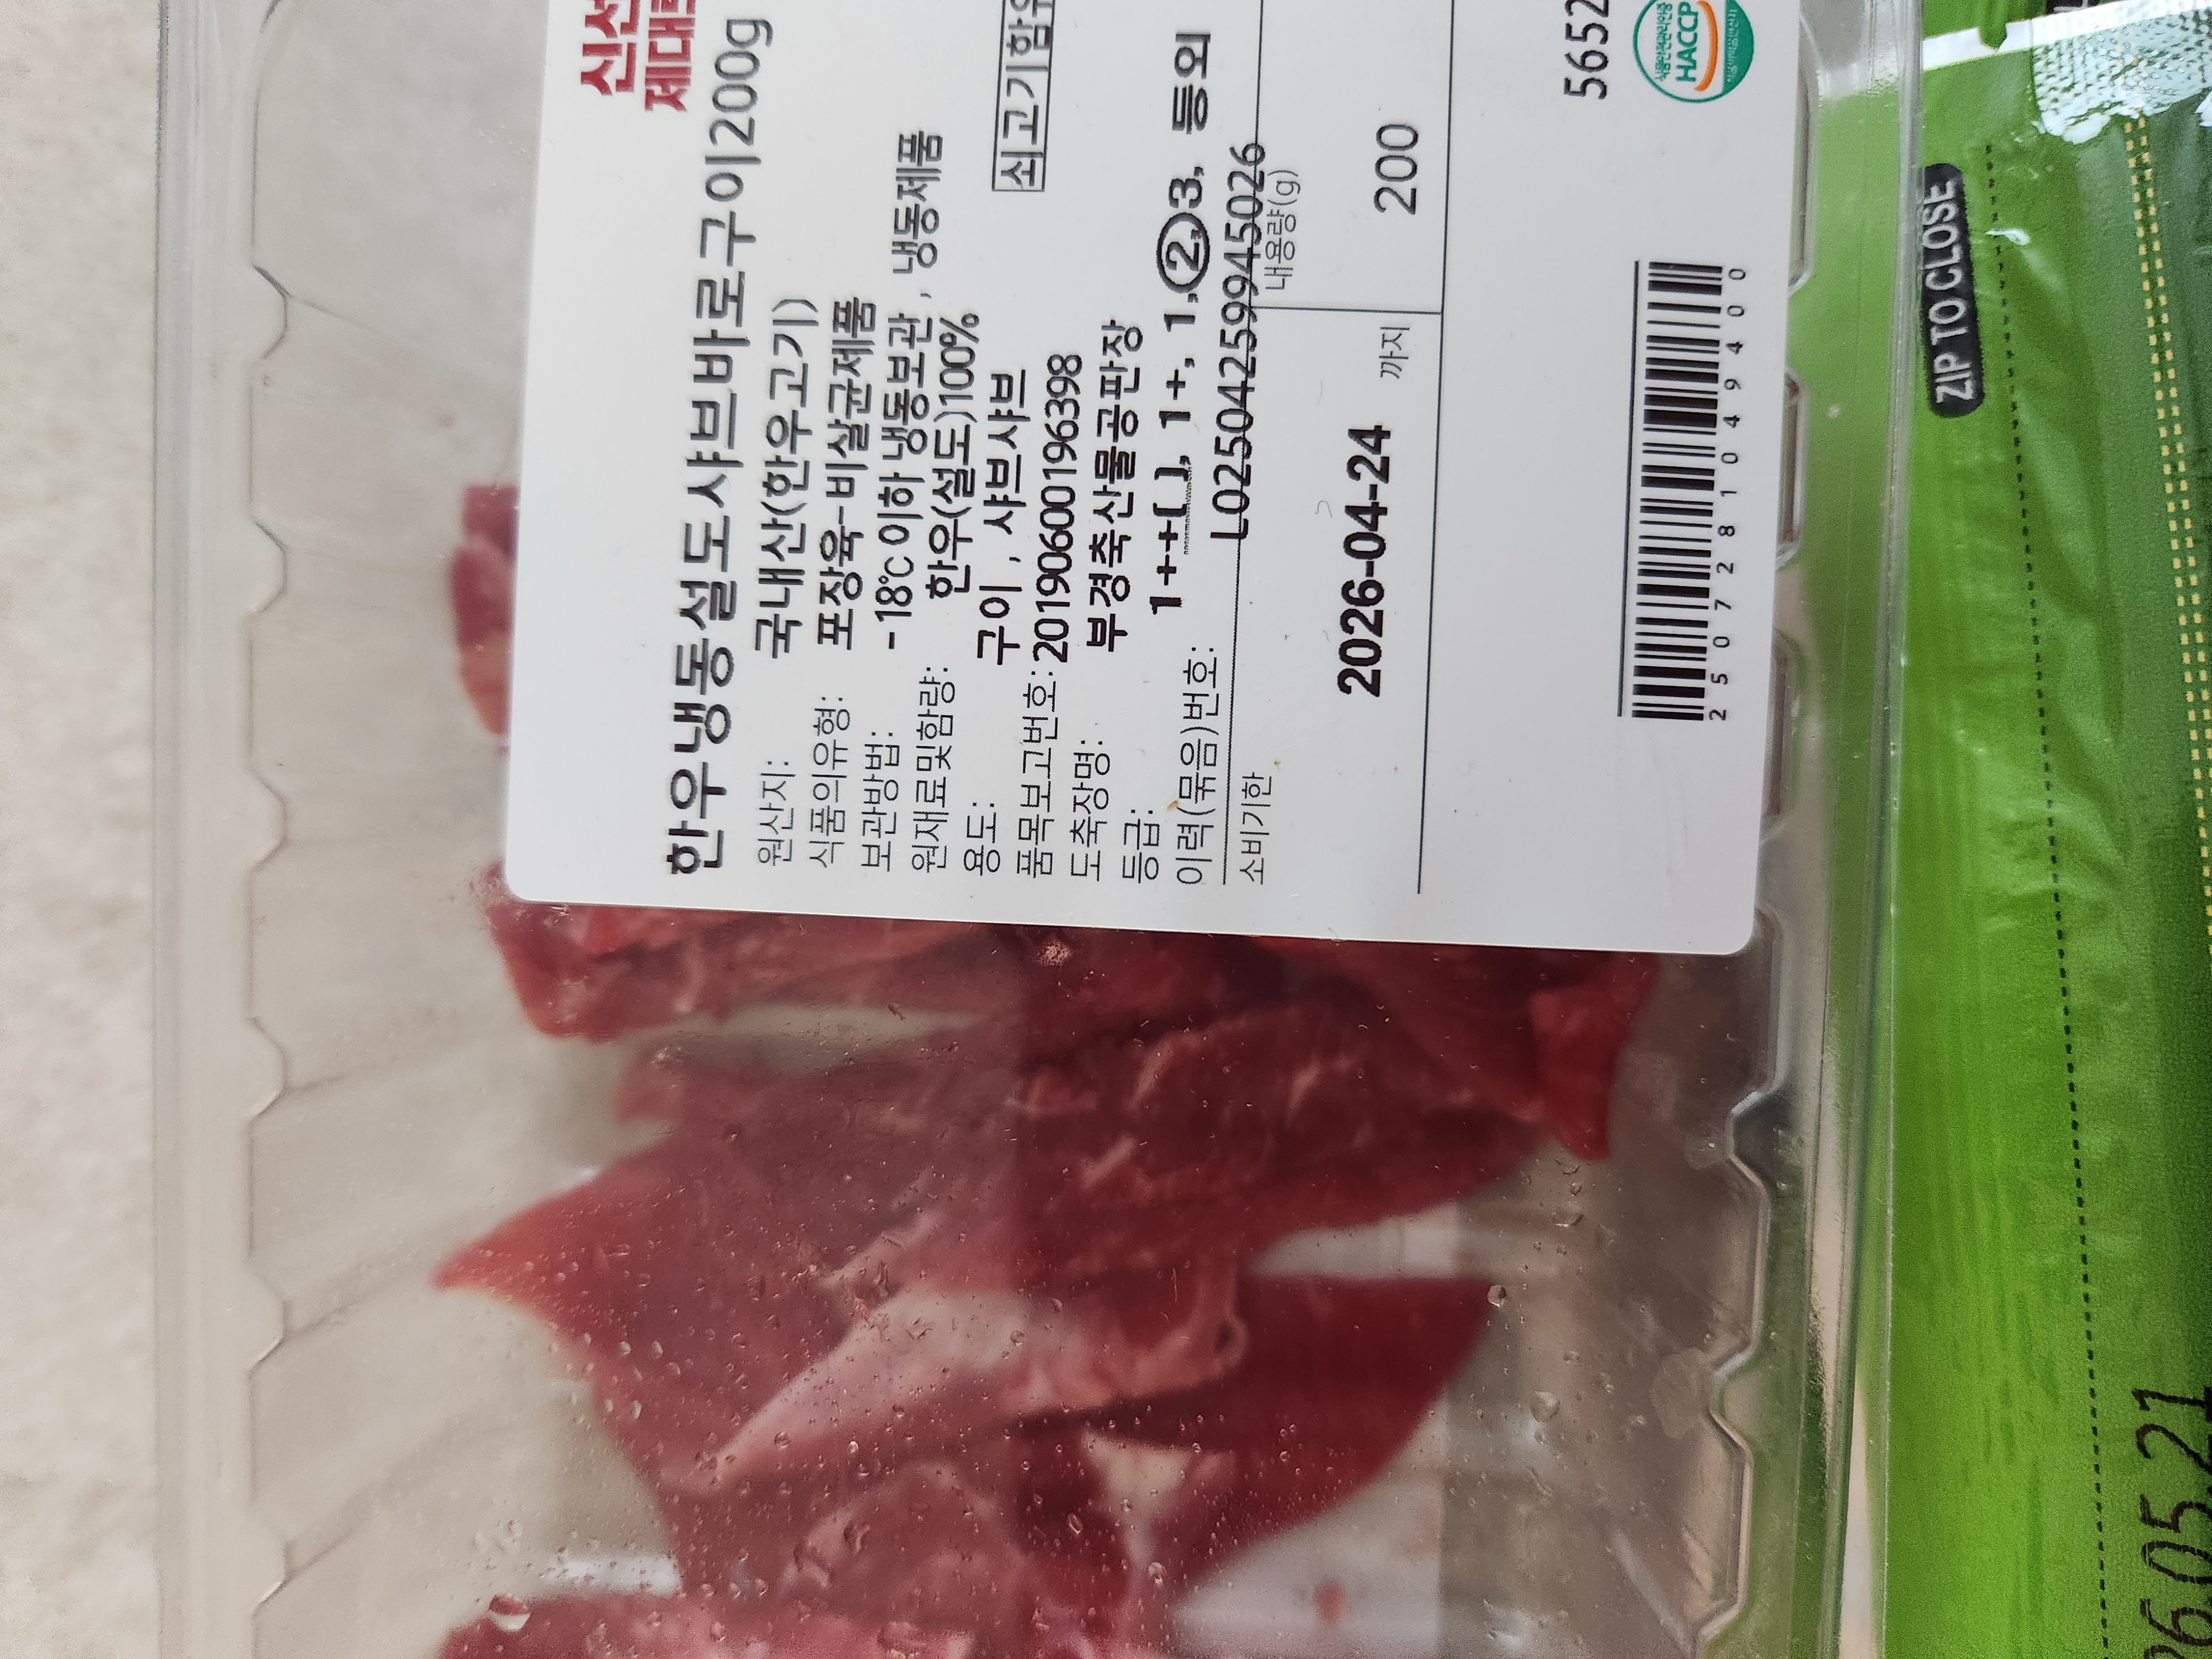 신선
제대로
한우냉동설도샤브바로구이200g
원산지: 국내산(한우고기)
식품의유형: 포장육-비살균제품
보관방법: -18℃이하 냉동보관, 냉동제품
원재료및함량: 한우(설도)100%
용도: 구이, 샤브샤브
쇠고기함유
품목보고번호: 20190600196398
도축장명: 부경축산물공판장
등급: 1++( ), 1+, 1, 2, 3, 등외
이력(묶음)번호: L02504259945026
소비기한
내용량(g)
2026-04-24 까지
200
2507281049400
5652
HACCP
ZIP TO CLOSE
6.05.21